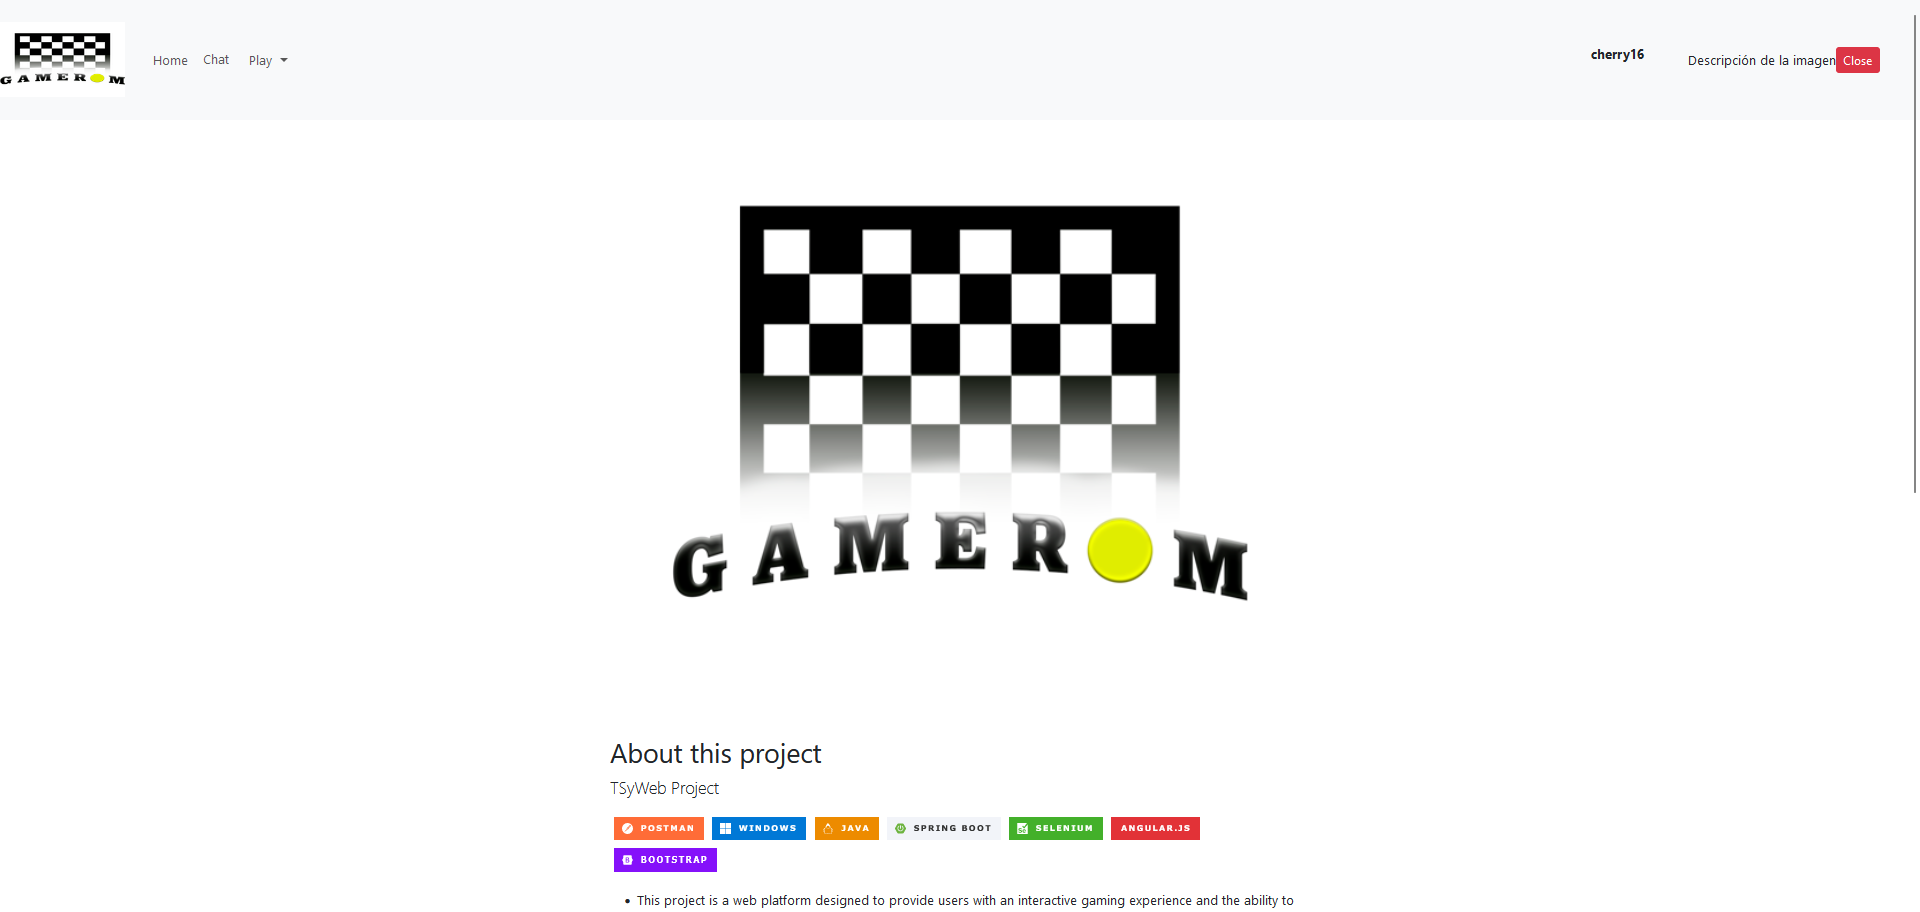 GAMEROM
Home
Chat
Play
cherry16
Descripción de la imagen
Close
GAMEROM
About this project
TSyWeb Project
POSTMAN
WINDOWS
JAVA
SPRING BOOT
SELENIUM
ANGULAR.JS
BOOTSTRAP
This project is a web platform designed to provide users with an interactive gaming experience and the ability to